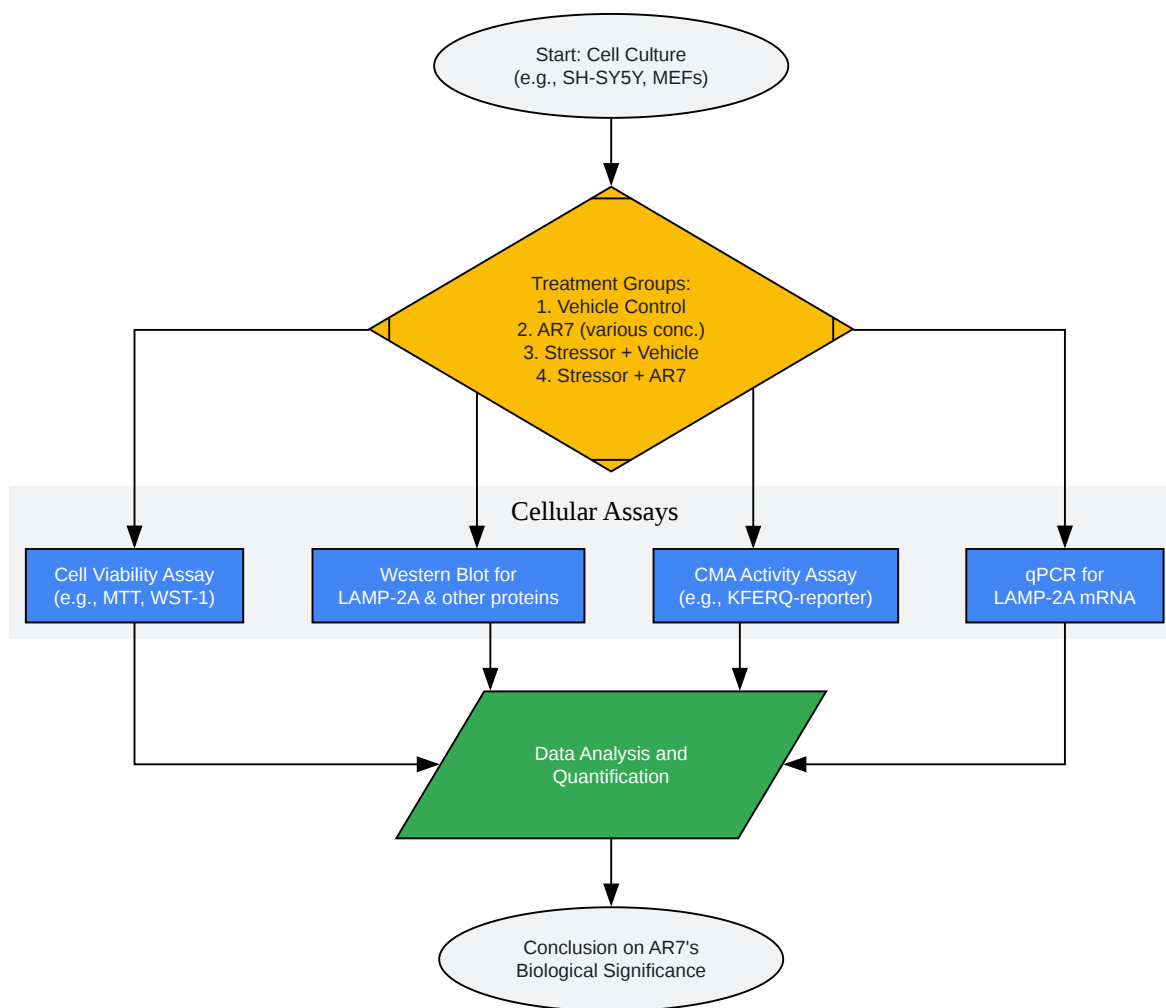 Start: Cell Culture
(e.g., SH-SY5Y, MEFs)
Treatment Groups:
1. Vehicle Control
2. AR7 (various conc.)
3. Stressor + Vehicle
4. Stressor + AR7
Cellular Assays
Cell Viability Assay
(e.g., MTT, WST-1)
Western Blot for
LAMP-2A & other proteins
CMA Activity Assay
(e.g., KFERQ-reporter)
qPCR for
LAMP-2A mRNA
Data Analysis and
Quantification
Conclusion on AR7's
Biological Significance